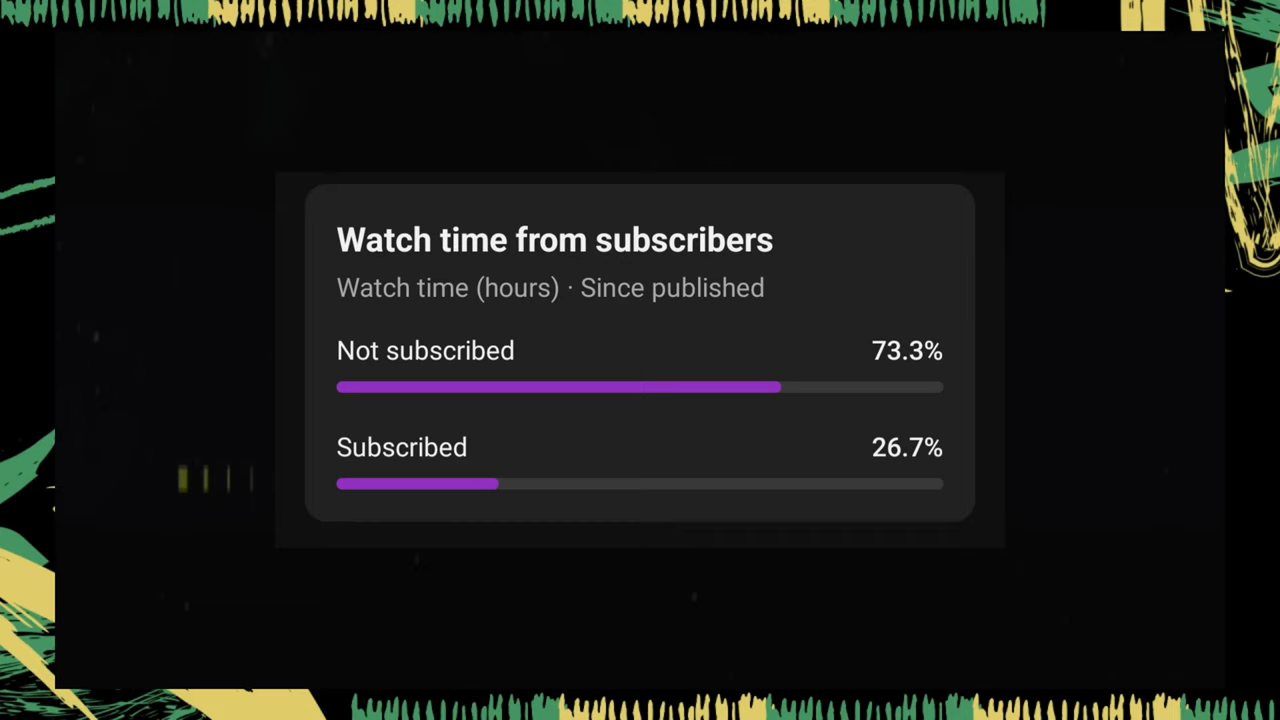 Watch time from subscribers
Watch time (hours) · Since published
Not subscribed 73.3%
Subscribed 26.7%